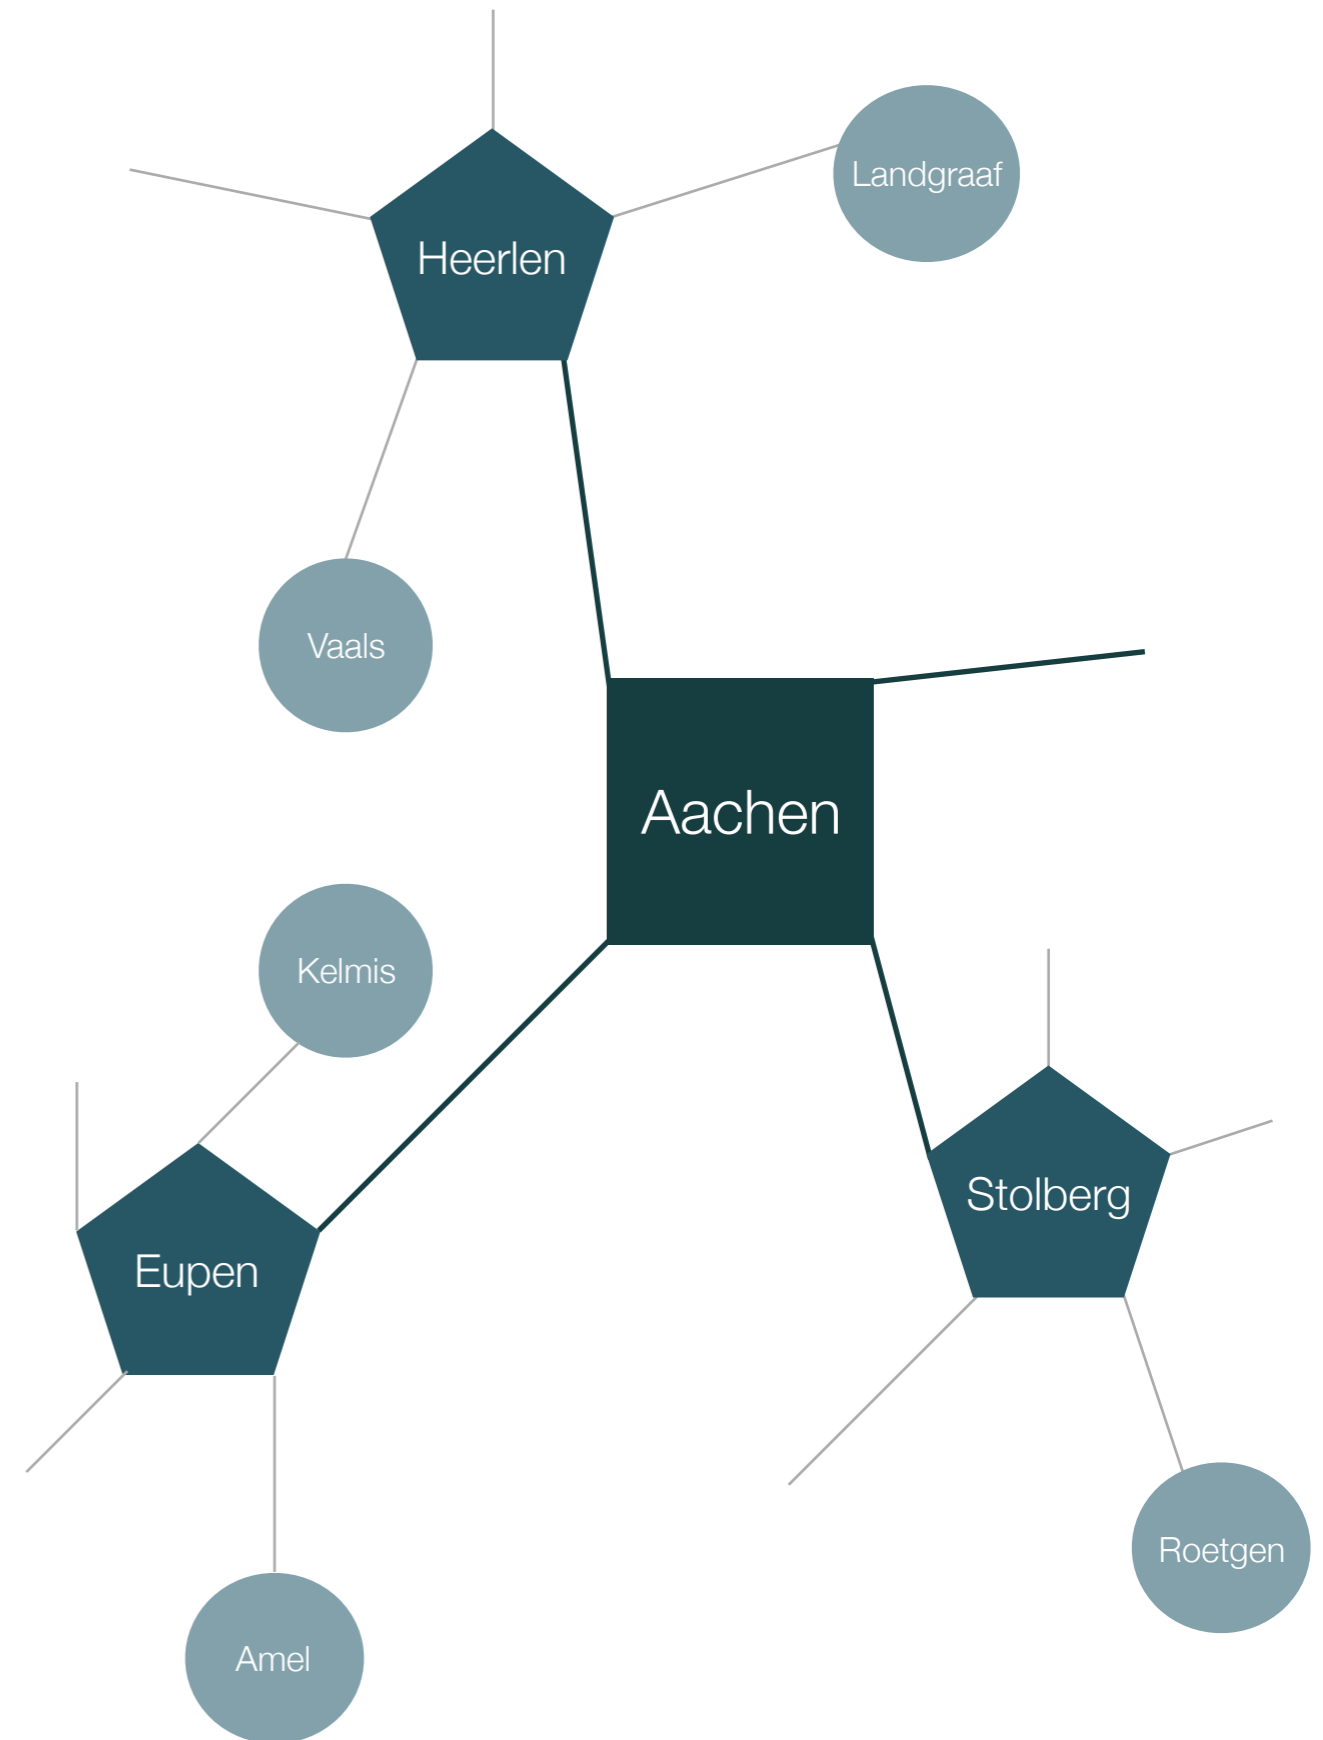 Landgraaf
Heerlen
Vaals
Aachen
Kelmis
Stolberg
Eupen
Roetgen
Amel